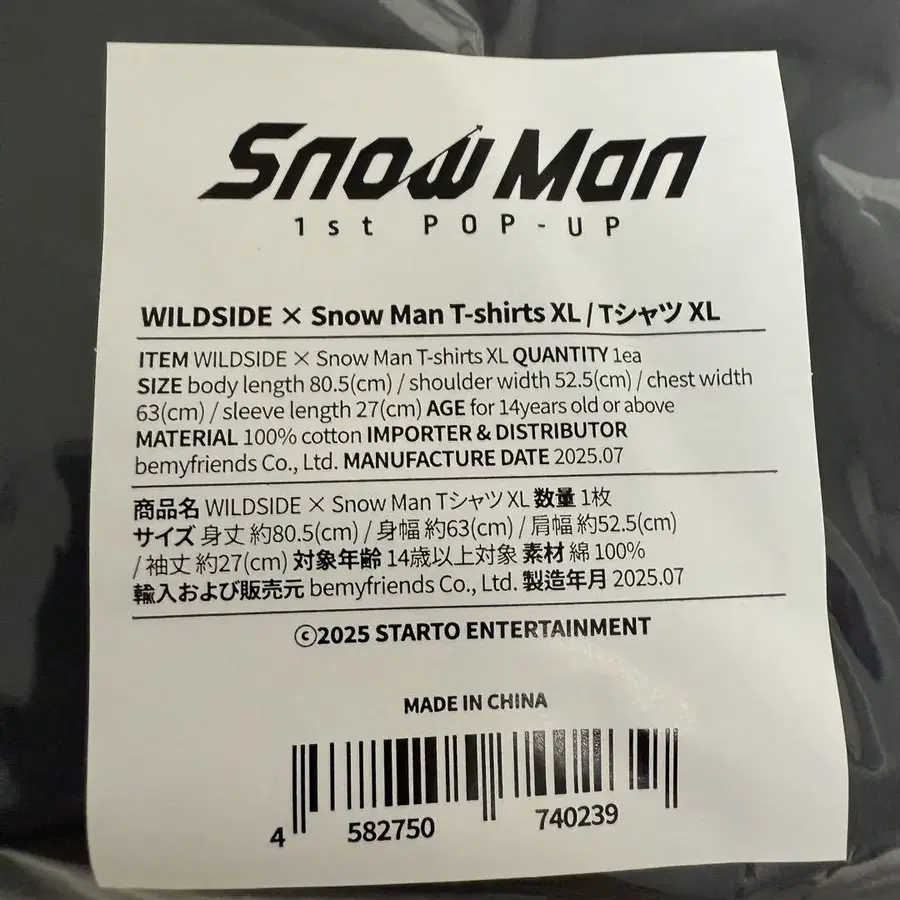 Snow Man
1st POP-UP
WILDSIDE × Snow Man T-shirts XL / Tシャツ XL
ITEM WILDSIDE × Snow Man T-shirts XL QUANTITY 1ea
SIZE body length 80.5(cm) / shoulder width 52.5(cm) / chest width
63(cm) / sleeve length 27(cm) AGE for 14years old or above
MATERIAL 100% cotton IMPORTER & DISTRIBUTOR
bemyfriends Co., Ltd. MANUFACTURE DATE 2025.07
商品名 WILDSIDE × Snow Man Tシャツ XL 数量 1枚
サイズ 身丈 約80.5(cm) / 身幅 約63(cm) / 肩幅 約52.5(cm)
/ 袖丈 約27(cm) 対象年齢 14歳以上対象 素材 綿 100%
輸入および販売元 bemyfriends Co., Ltd. 製造年月 2025.07
ⓒ2025 STARTO ENTERTAINMENT
MADE IN CHINA
4 582750 740239